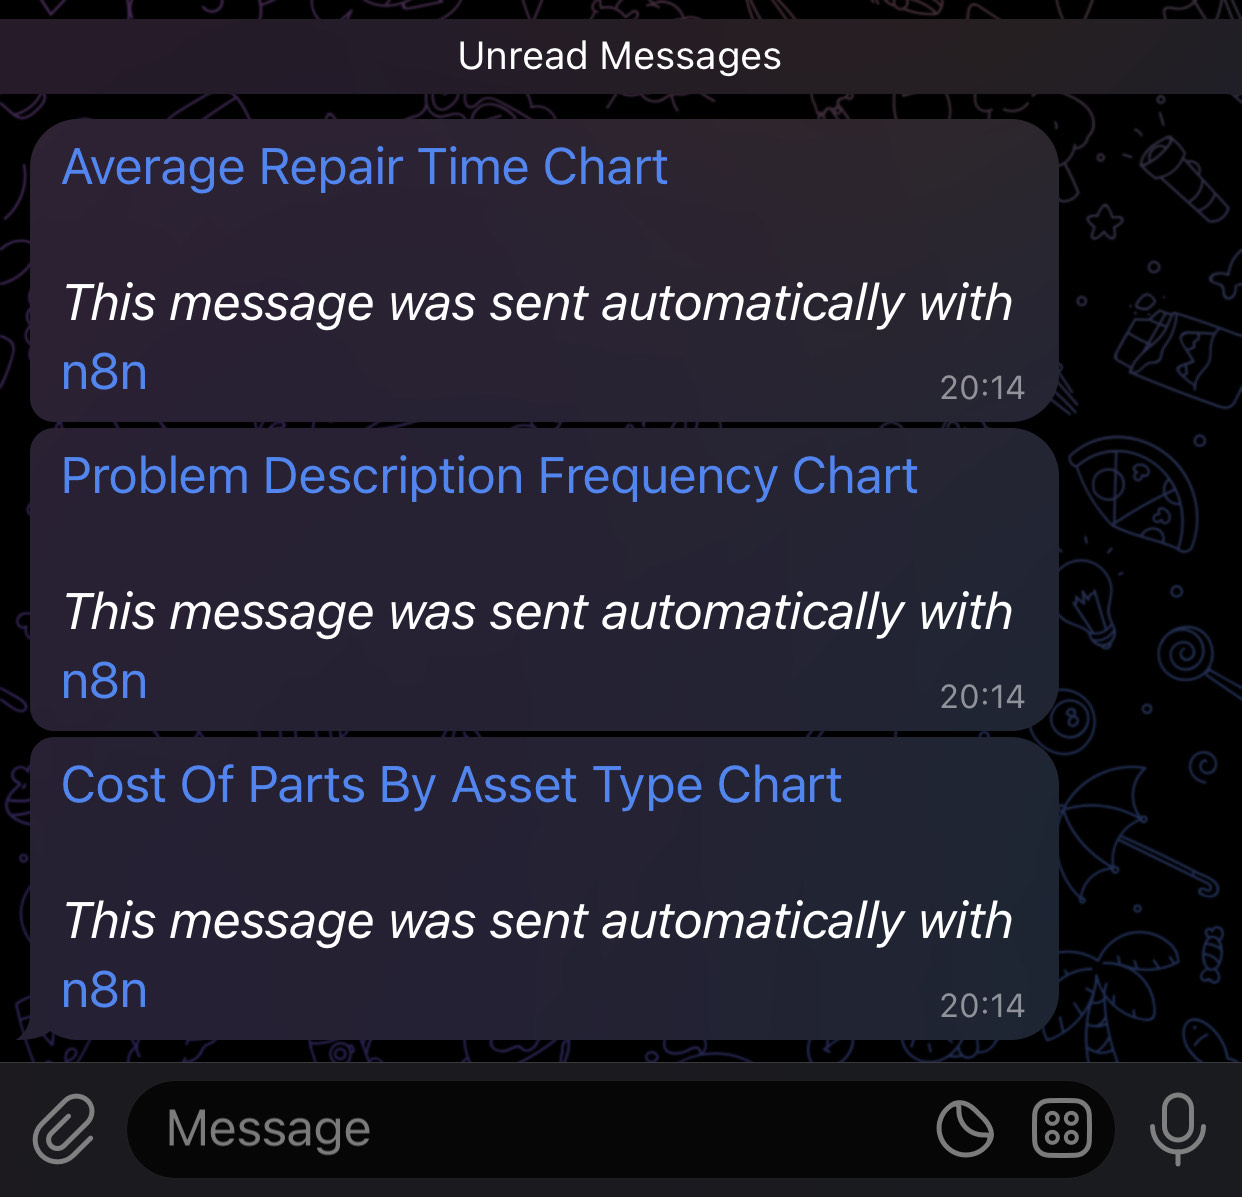 Unread Messages
Average Repair Time Chart
This message was sent automatically with
n8n
20:14
Problem Description Frequency Chart
This message was sent automatically with
n8n
20:14
Cost Of Parts By Asset Type Chart
This message was sent automatically with
n8n
20:14
Message